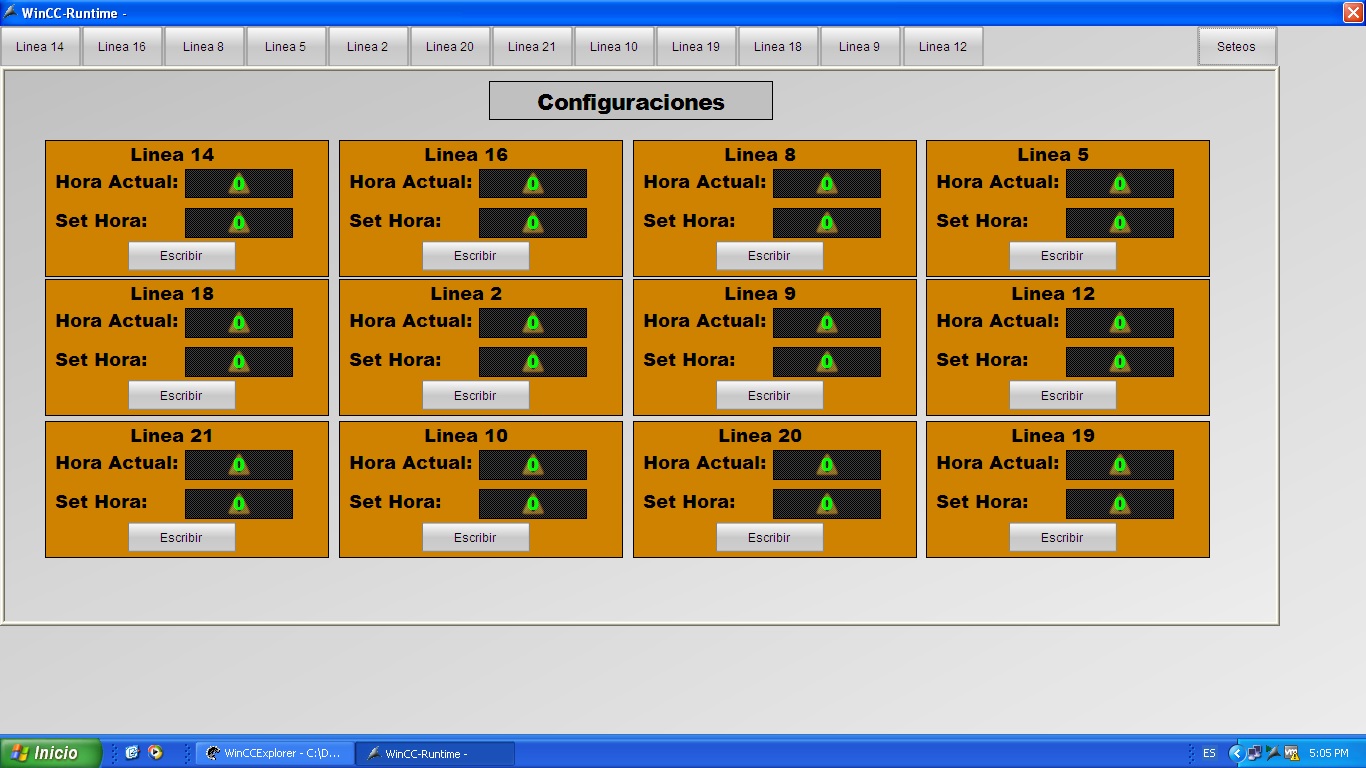 WinCC-Runtime -
Linea 14 Linea 16 Linea 8 Linea 5 Linea 2 Linea 20 Linea 21 Linea 10 Linea 19 Linea 18 Linea 9 Linea 12 Seteos
Configuraciones
Linea 14 Linea 16 Linea 8 Linea 5
Hora Actual: Hora Actual: Hora Actual: Hora Actual:
Set Hora: Set Hora: Set Hora: Set Hora:
Escribir Escribir Escribir Escribir
Linea 18 Linea 2 Linea 9 Linea 12
Hora Actual: Hora Actual: Hora Actual: Hora Actual:
Set Hora: Set Hora: Set Hora: Set Hora:
Escribir Escribir Escribir Escribir
Linea 21 Linea 10 Linea 20 Linea 19
Hora Actual: Hora Actual: Hora Actual: Hora Actual:
Set Hora: Set Hora: Set Hora: Set Hora:
Escribir Escribir Escribir Escribir
Inicio WinCCExplorer - C:\D... WinCC-Runtime - ES 5:05 PM